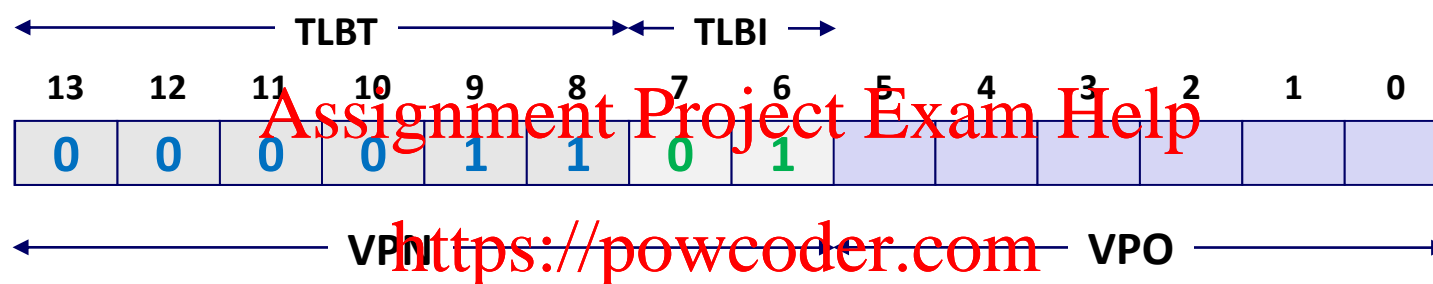 TLBT TLBI
13 12 11 10 9 8 7 6 5 4 3 2 1 0
Assignment Project Exam Help
0 0 0 0 1 1 0 1
VPN VPO
https://powcoder.com